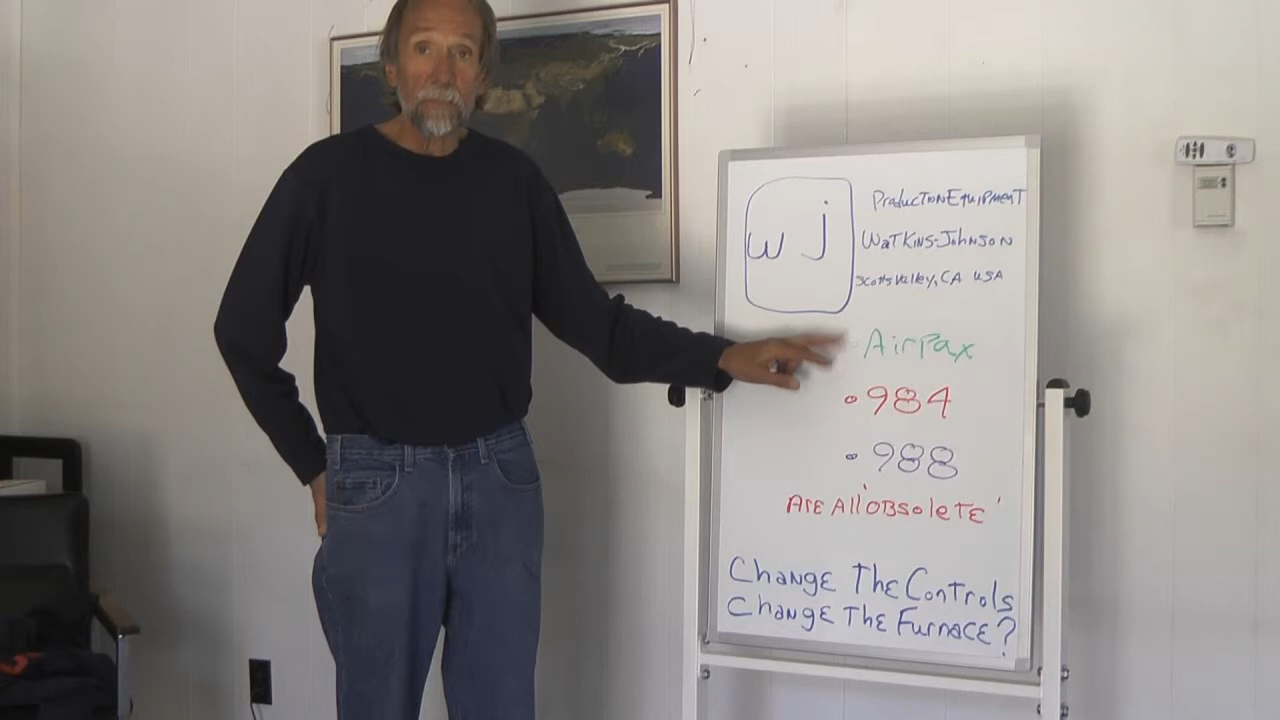 WJ
Production Equipment
Watkins-Johnson
Scotts Valley, CA USA
Airpax
• 984
• 988
Are All 'Obsolete'
Change The Controls
Change The Furnace?